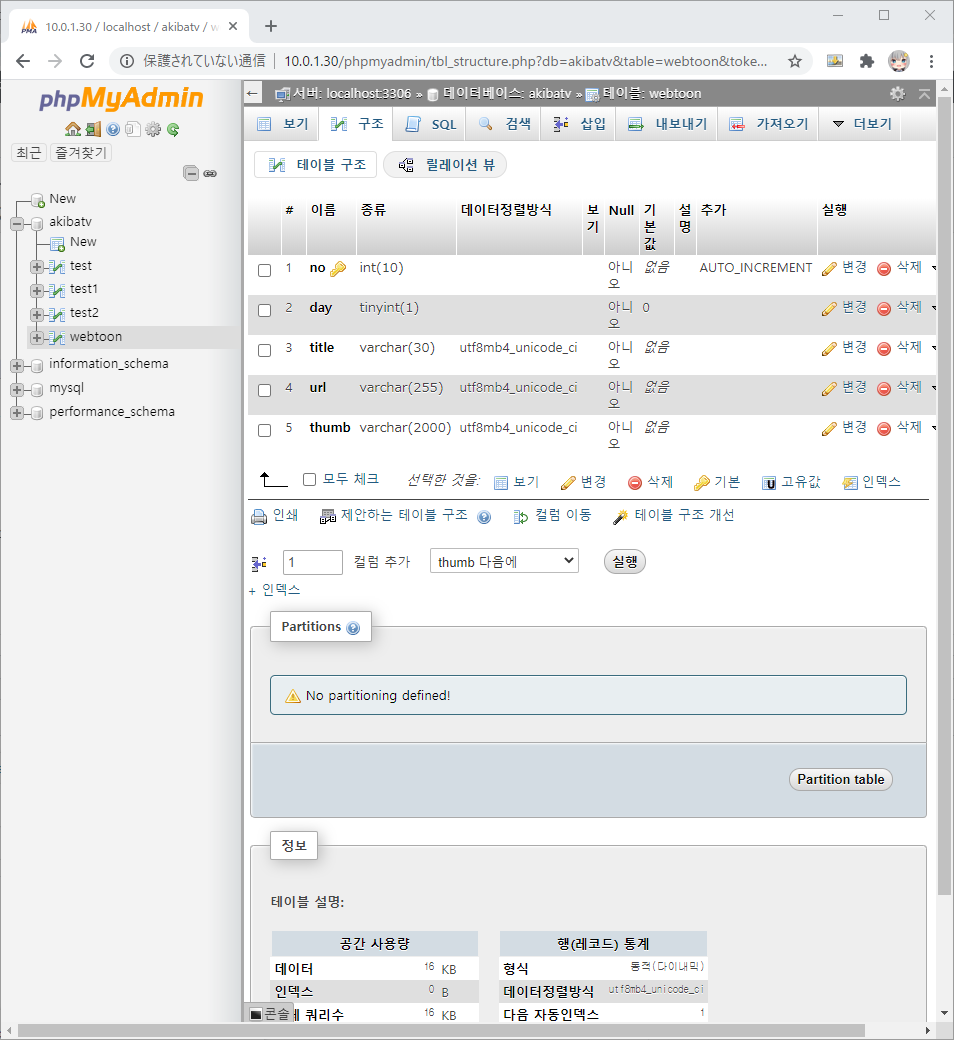 10.0.1.30 / localhost / akibatv / w
保護されていない通信 10.0.1.30/phpmyadmin/tbl_structure.php?db=akibatv&table=webtoon&toke...
phpMyAdmin
최근 즐겨찾기
New
akibatv
New
test
test1
test2
webtoon
information_schema
mysql
performance_schema
서버: localhost:3306 » 데이터베이스: akibatv » 테이블: webtoon
보기 구조 SQL 검색 삽입 내보내기 가져오기 더보기
테이블 구조 릴레이션 뷰
# 이름 종류 데이터정렬방식 보기 Null 기본값 설명 추가 실행
1 no int(10) 아니오 없음 AUTO_INCREMENT 변경 삭제
2 day tinyint(1) 아니오 0 변경 삭제
3 title varchar(30) utf8mb4_unicode_ci 아니오 없음 변경 삭제
4 url varchar(255) utf8mb4_unicode_ci 아니오 없음 변경 삭제
5 thumb varchar(2000) utf8mb4_unicode_ci 아니오 없음 변경 삭제
모두 체크 선택한 것을: 보기 변경 삭제 기본 고유값 인덱스
인쇄 제안하는 테이블 구조 컬럼 이동 테이블 구조 개선
1 컬럼 추가 thumb 다음에 실행
+ 인덱스
Partitions
No partitioning defined!
Partition table
정보
테이블 설명:
공간 사용량
데이터 16 KB
인덱스 0 B
쿼리수 16 KB
행(레코드) 통계
형식 동적(다이내믹)
데이터정렬방식 utf8mb4_unicode_ci
다음 자동인덱스 1
콘솔